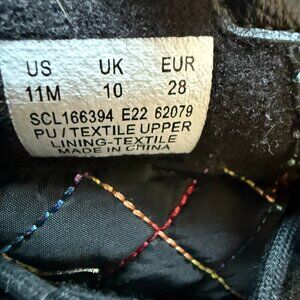 US UK EUR
11M 10 28
SCL166394 E22 62079
PU / TEXTILE UPPER
LINING-TEXTILE
MADE IN CHINA